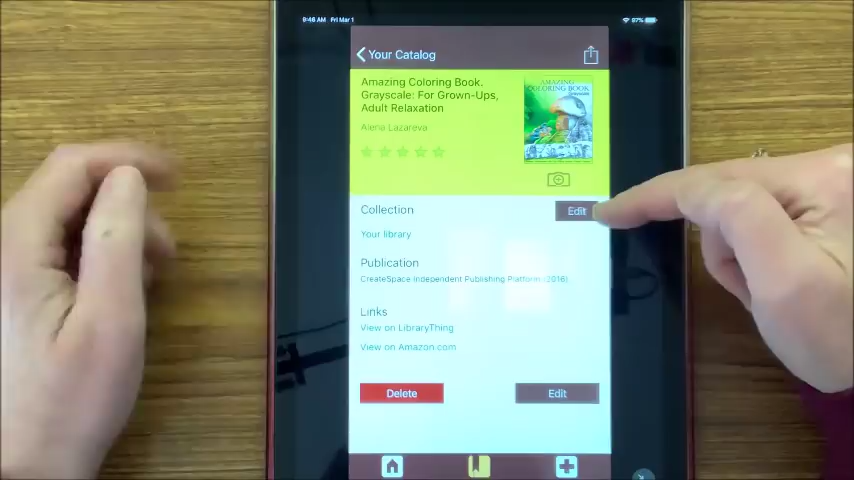 9:46 AM Fri Mar 1
97%
Your Catalog
Amazing Coloring Book.
Grayscale: For Grown-Ups,
Adult Relaxation
Alena Lazareva
AMAZING
COLORING BOOK
Grayscale
Collection
Edit
Your library
Publication
CreateSpace Independent Publishing Platform (2016)
Links
View on LibraryThing
View on Amazon.com
Delete
Edit